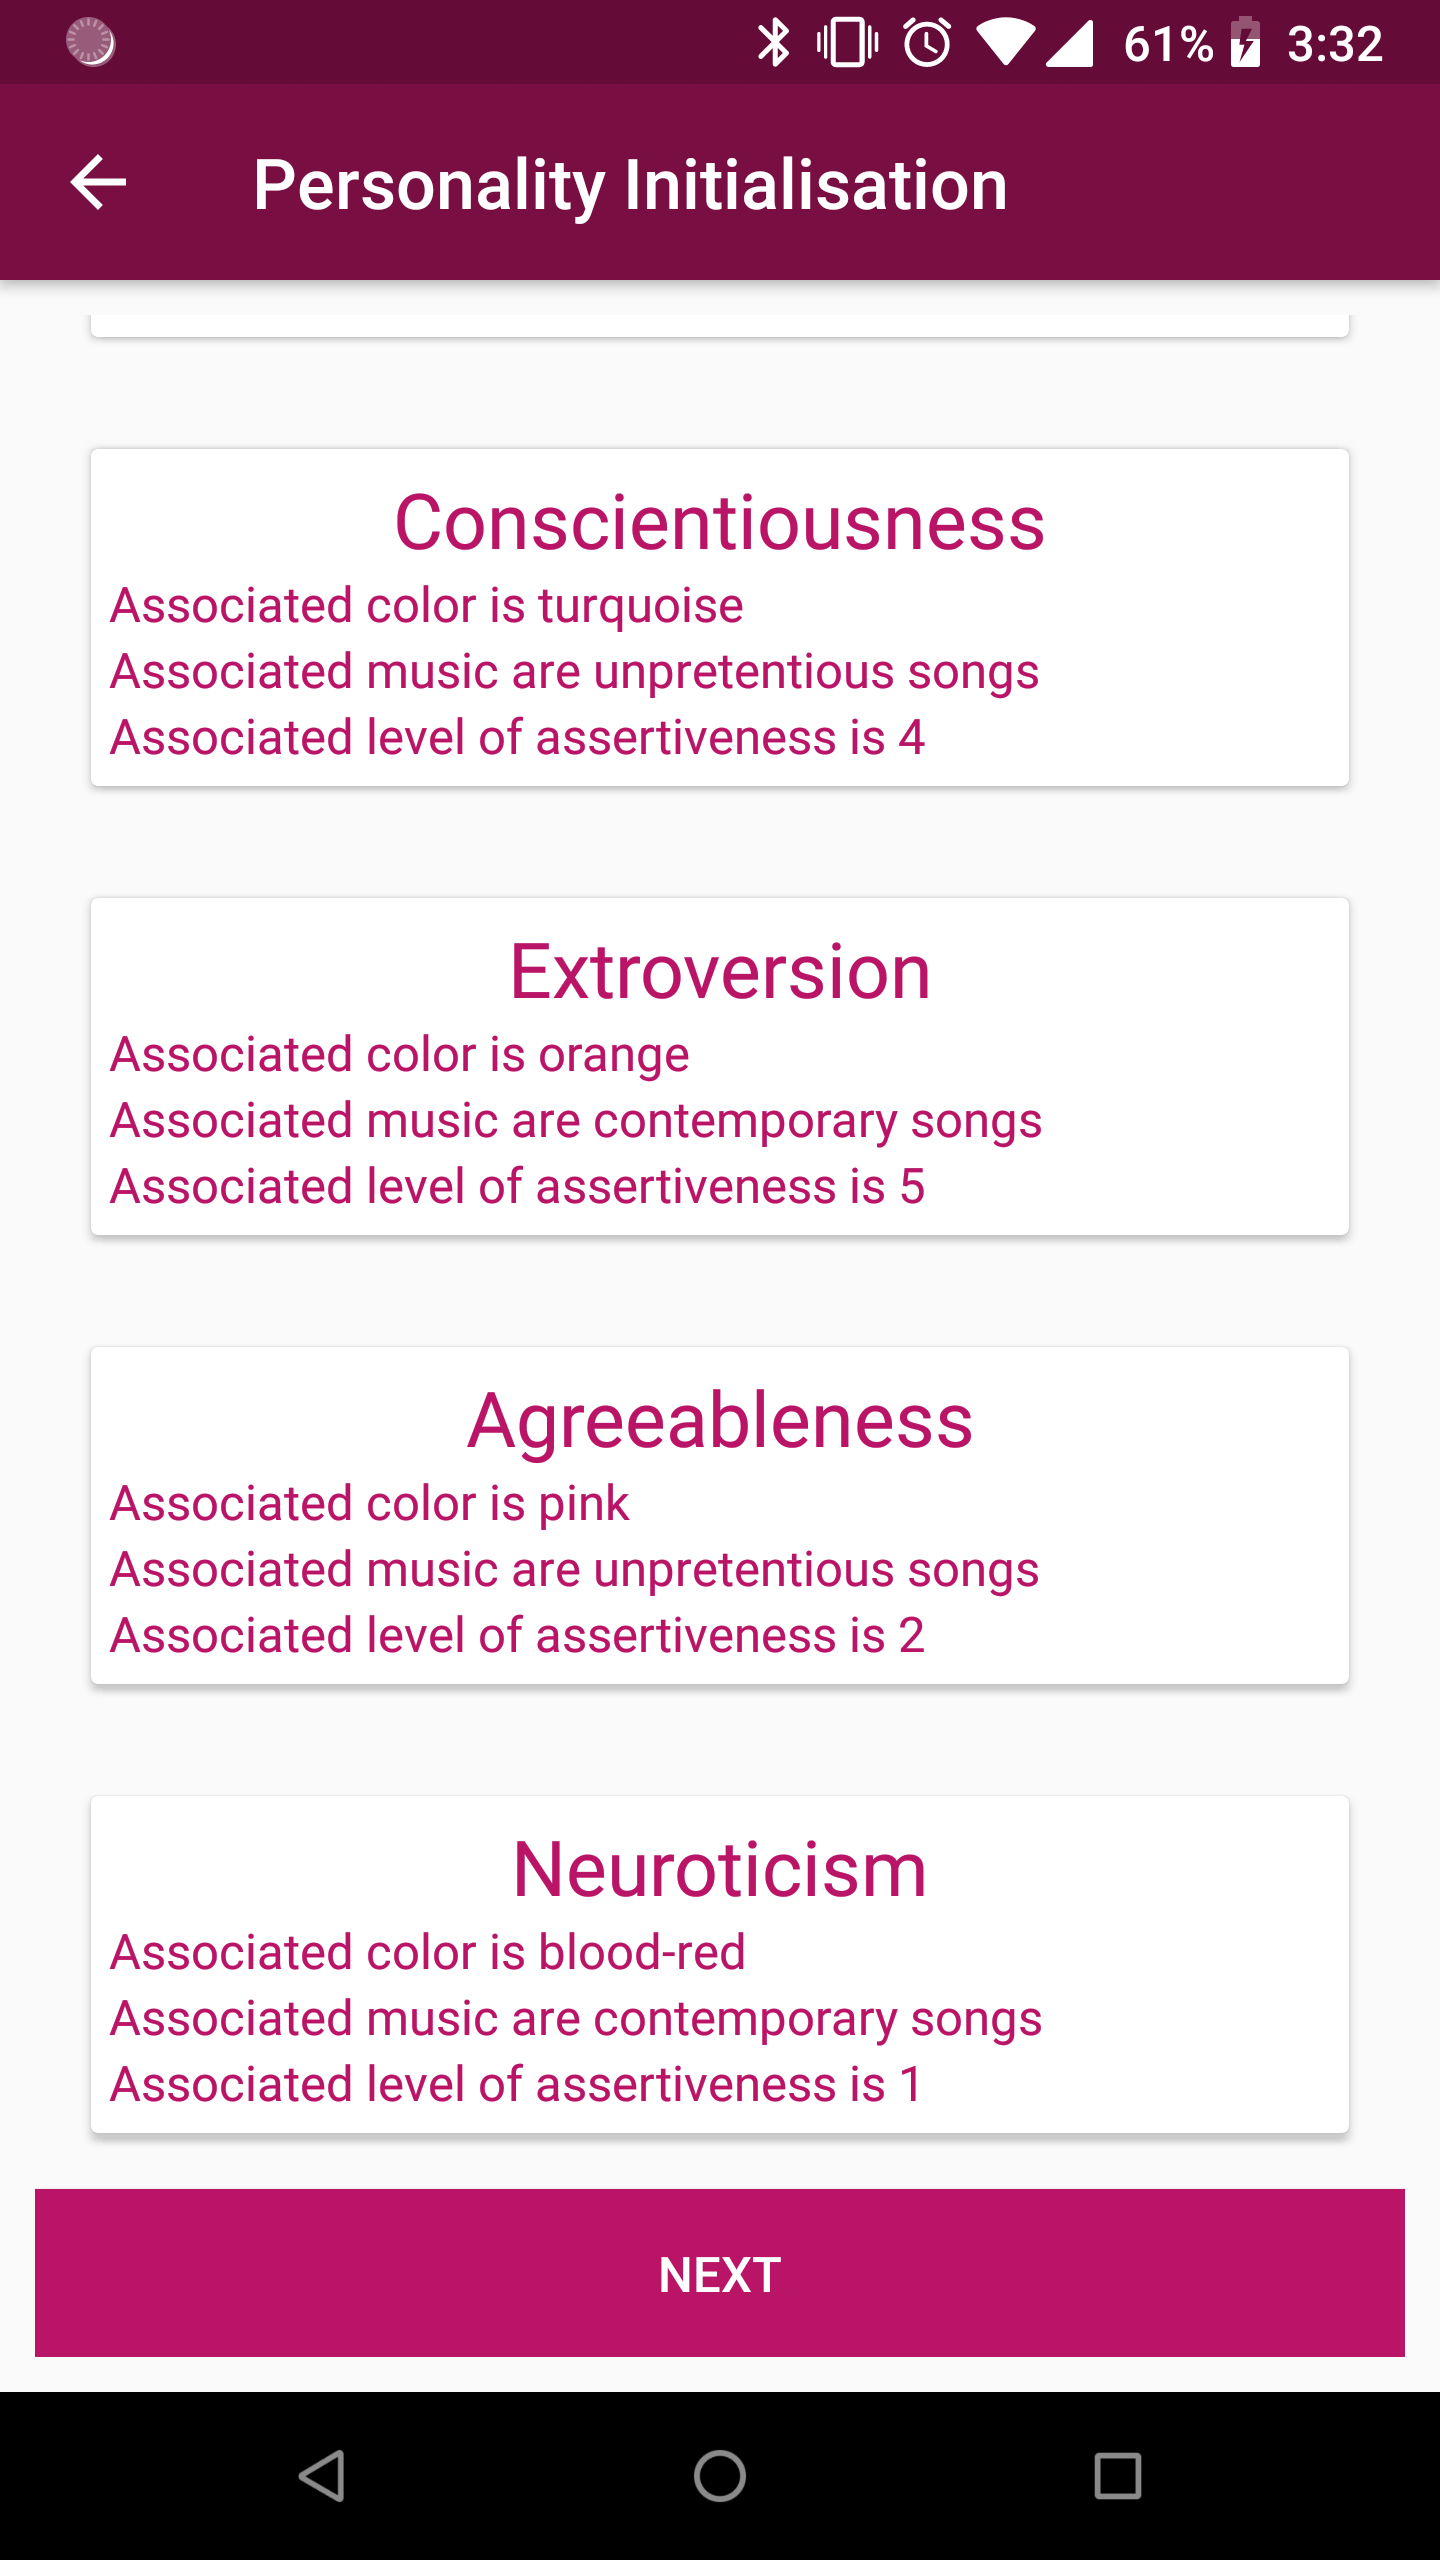 61% 3:32
Personality Initialisation
Conscientiousness
Associated color is turquoise
Associated music are unpretentious songs
Associated level of assertiveness is 4
Extroversion
Associated color is orange
Associated music are contemporary songs
Associated level of assertiveness is 5
Agreeableness
Associated color is pink
Associated music are unpretentious songs
Associated level of assertiveness is 2
Neuroticism
Associated color is blood-red
Associated music are contemporary songs
Associated level of assertiveness is 1
NEXT